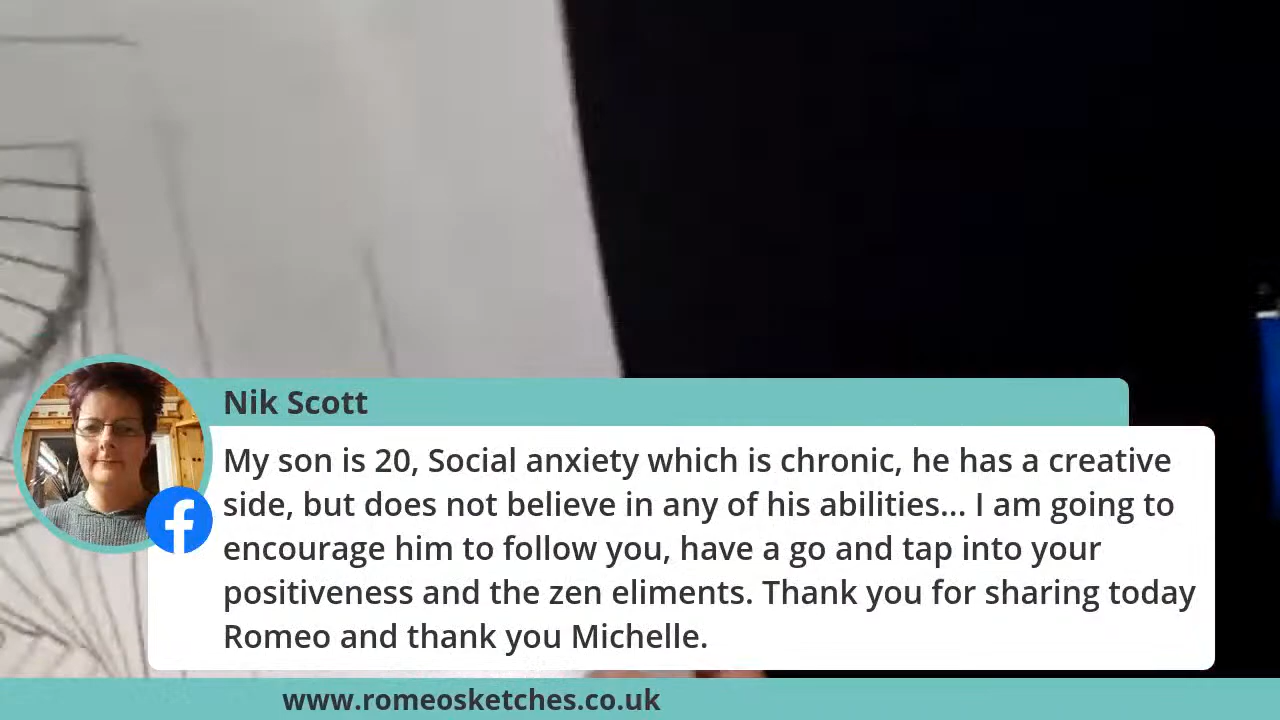 Nik Scott
My son is 20, Social anxiety which is chronic, he has a creative
side, but does not believe in any of his abilities... I am going to
encourage him to follow you, have a go and tap into your
positiveness and the zen eliments. Thank you for sharing today
Romeo and thank you Michelle.
www.romeosketches.co.uk